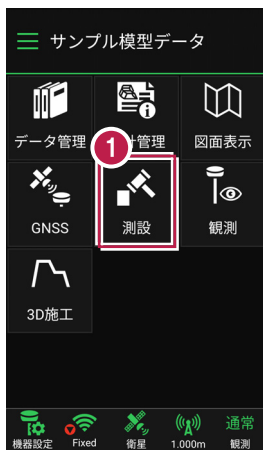 サンプル模型データ
データ管理 計管理 図面表示
1
GNSS 測設 観測
3D施工
通常
機器設定 Fixed 衛星 1.000m 観測